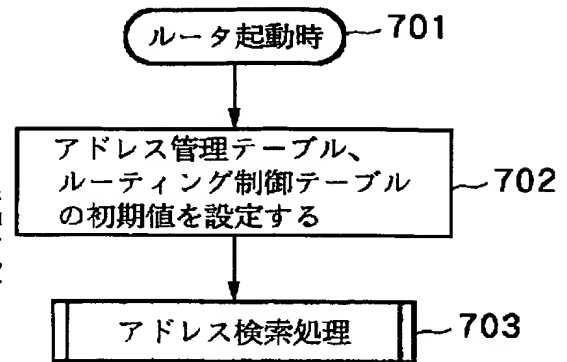 ルータ起動時 701
アドレス管理テーブル、
ルーティング制御テーブル
の初期値を設定する
702
アドレス検索処理 703